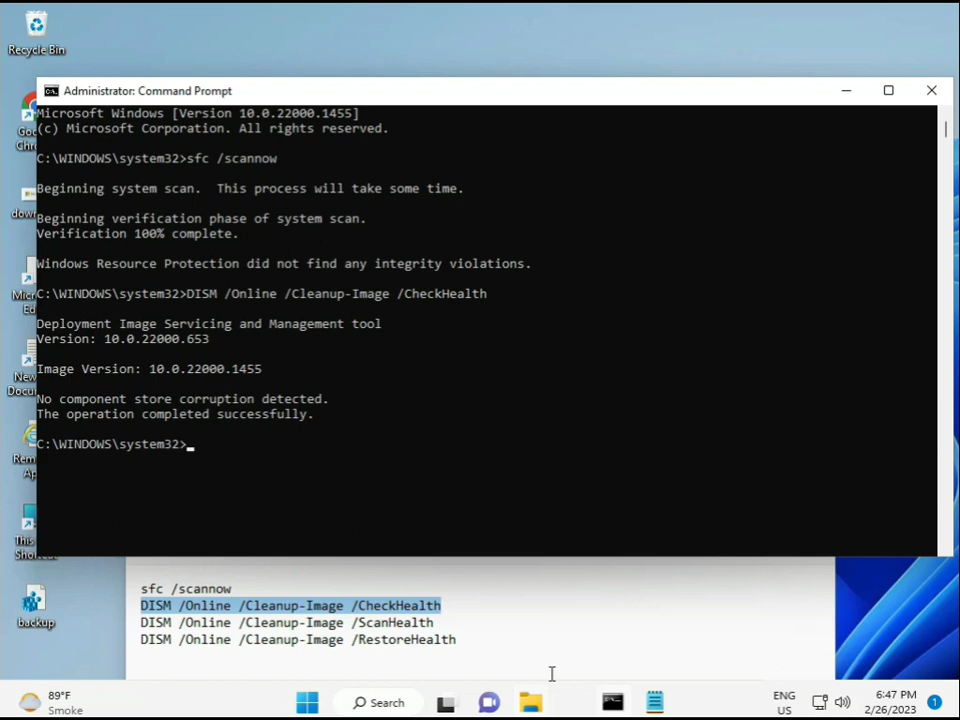 Recycle Bin
Administrator: Command Prompt
Microsoft Windows [Version 10.0.22000.1455]
(c) Microsoft Corporation. All rights reserved.
C:\WINDOWS\system32>sfc /scannow
Beginning system scan.  This process will take some time.
Beginning verification phase of system scan.
Verification 100% complete.
Windows Resource Protection did not find any integrity violations.
C:\WINDOWS\system32>DISM /Online /Cleanup-Image /CheckHealth
Deployment Image Servicing and Management tool
Version: 10.0.22000.653
Image Version: 10.0.22000.1455
No component store corruption detected.
The operation completed successfully.
C:\WINDOWS\system32>
backup
sfc /scannow
DISM /Online /Cleanup-Image /CheckHealth
DISM /Online /Cleanup-Image /ScanHealth
DISM /Online /Cleanup-Image /RestoreHealth
89°F
Smoke
Search
ENG
US
6:47 PM
2/26/2023
1